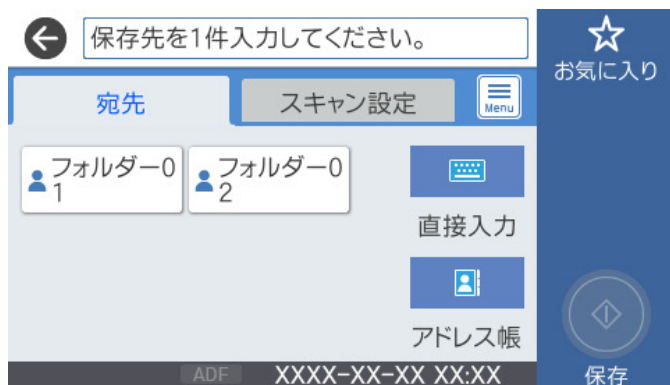 保存先を1件入力してください。
お気に入り
宛先
スキャン設定
Menu
フォルダー0
1
フォルダー0
2
直接入力
アドレス帳
ADF
XXXX-XX-XX XX:XX
保存